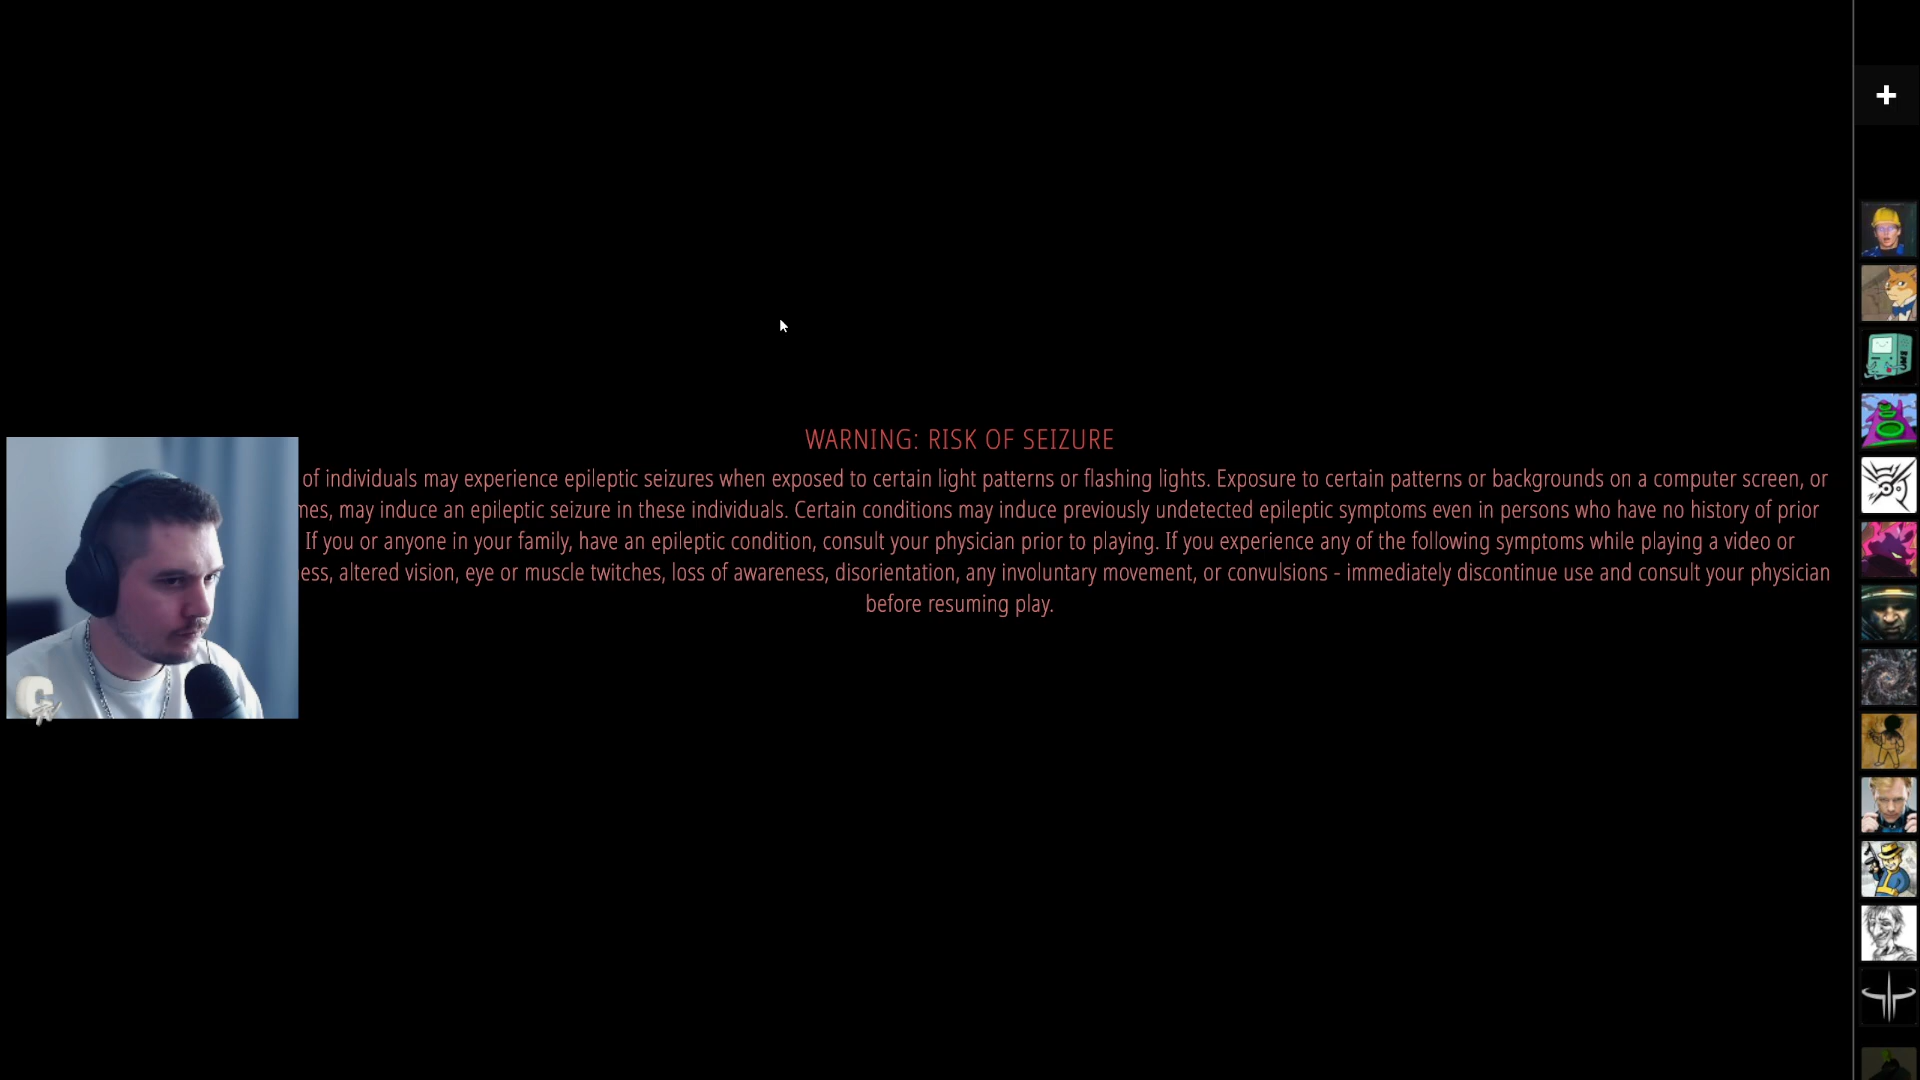 WARNING: RISK OF SEIZURE
of individuals may experience epileptic seizures when exposed to certain light patterns or flashing lights. Exposure to certain patterns or backgrounds on a computer screen, or
may induce an epileptic seizure in these individuals. Certain conditions may induce previously undetected epileptic symptoms even in persons who have no history of prior
If you or anyone in your family, have an epileptic condition, consult your physician prior to playing. If you experience any of the following symptoms while playing a video or
altered vision, eye or muscle twitches, loss of awareness, disorientation, any involuntary movement, or convulsions - immediately discontinue use and consult your physician
before resuming play.